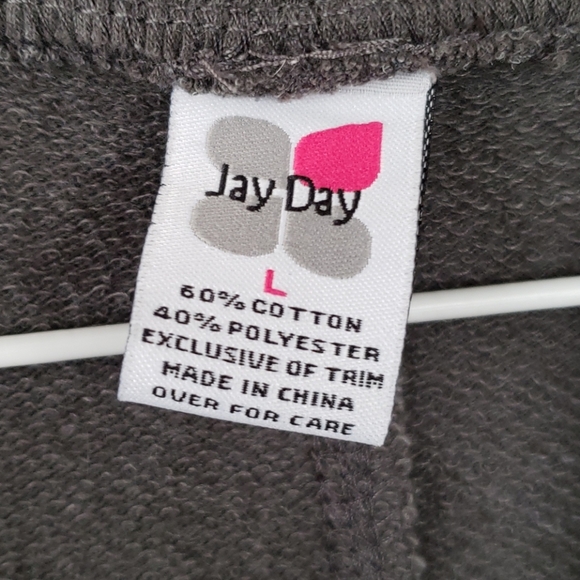 Jay Day
L
60% COTTON
40% POLYESTER
EXCLUSIVE OF TRIM
MADE IN CHINA
OVER FOR CARE